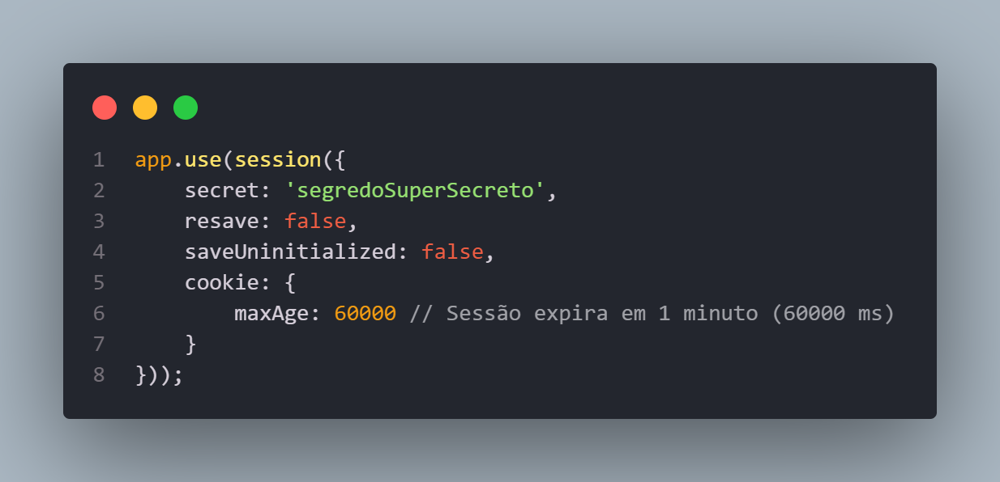 1 app.use(session({
2     secret: 'segredoSuperSecreto',
3     resave: false,
4     saveUninitialized: false,
5     cookie: {
6         maxAge: 60000 // Sessão expira em 1 minuto (60000 ms)
7     }
8 }));